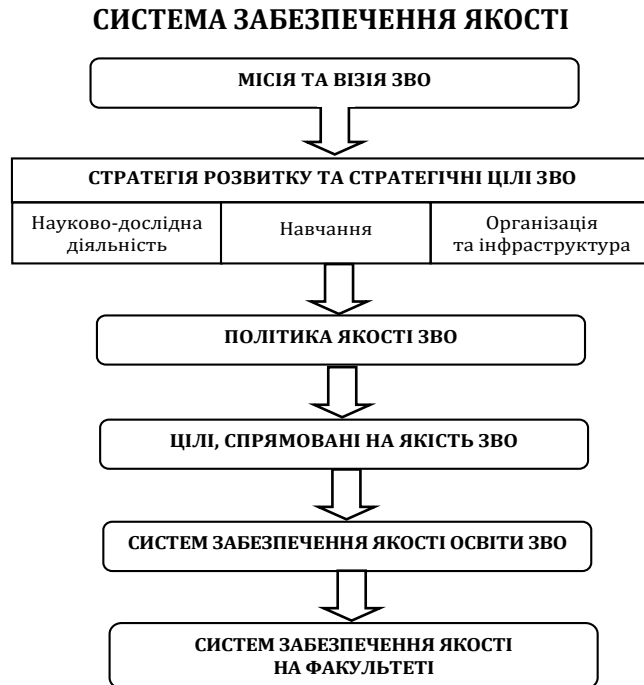 СИСТЕМА ЗАБЕЗПЕЧЕННЯ ЯКОСТІ
МІСІЯ ТА ВІЗІЯ ЗВО
СТРАТЕГІЯ РОЗВИТКУ ТА СТРАТЕГІЧНІ ЦІЛІ ЗВО
Науково-дослідна
діяльність
Навчання
Організація
та інфраструктура
ПОЛІТИКА ЯКОСТІ ЗВО
ЦІЛІ, СПРЯМОВАНІ НА ЯКІСТЬ ЗВО
СИСТЕМ ЗАБЕЗПЕЧЕННЯ ЯКОСТІ ОСВІТИ ЗВО
СИСТЕМ ЗАБЕЗПЕЧЕННЯ ЯКОСТІ
НА ФАКУЛЬТЕТІ